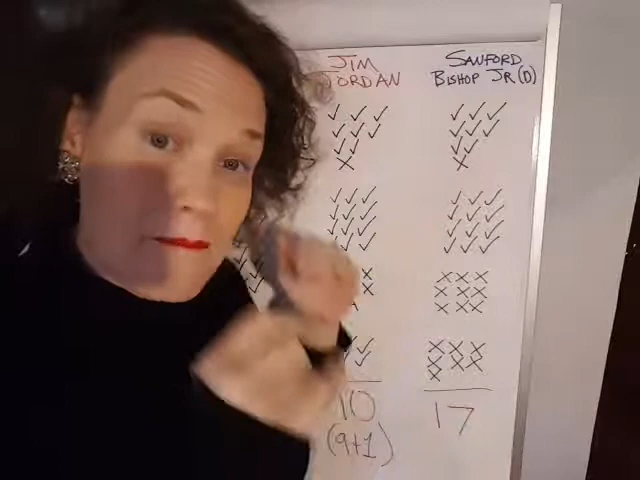 JIM
JORDAN
✓ ✓ ✓
✓ ✓ ✓
✓ ✓
X
✓ ✓ ✓
✓ ✓ ✓
✓ ✓ ✓
✓ ✓ ✓
10
(9+1)
SANFORD
BISHOP JR (D)
✓ ✓ ✓
✓ ✓ ✓
✓ ✓
X
✓ ✓ ✓
✓ ✓ ✓
✓ ✓ ✓
✓ ✓ ✓
X X X
X X X
X X X
X X X
X X X
X
17